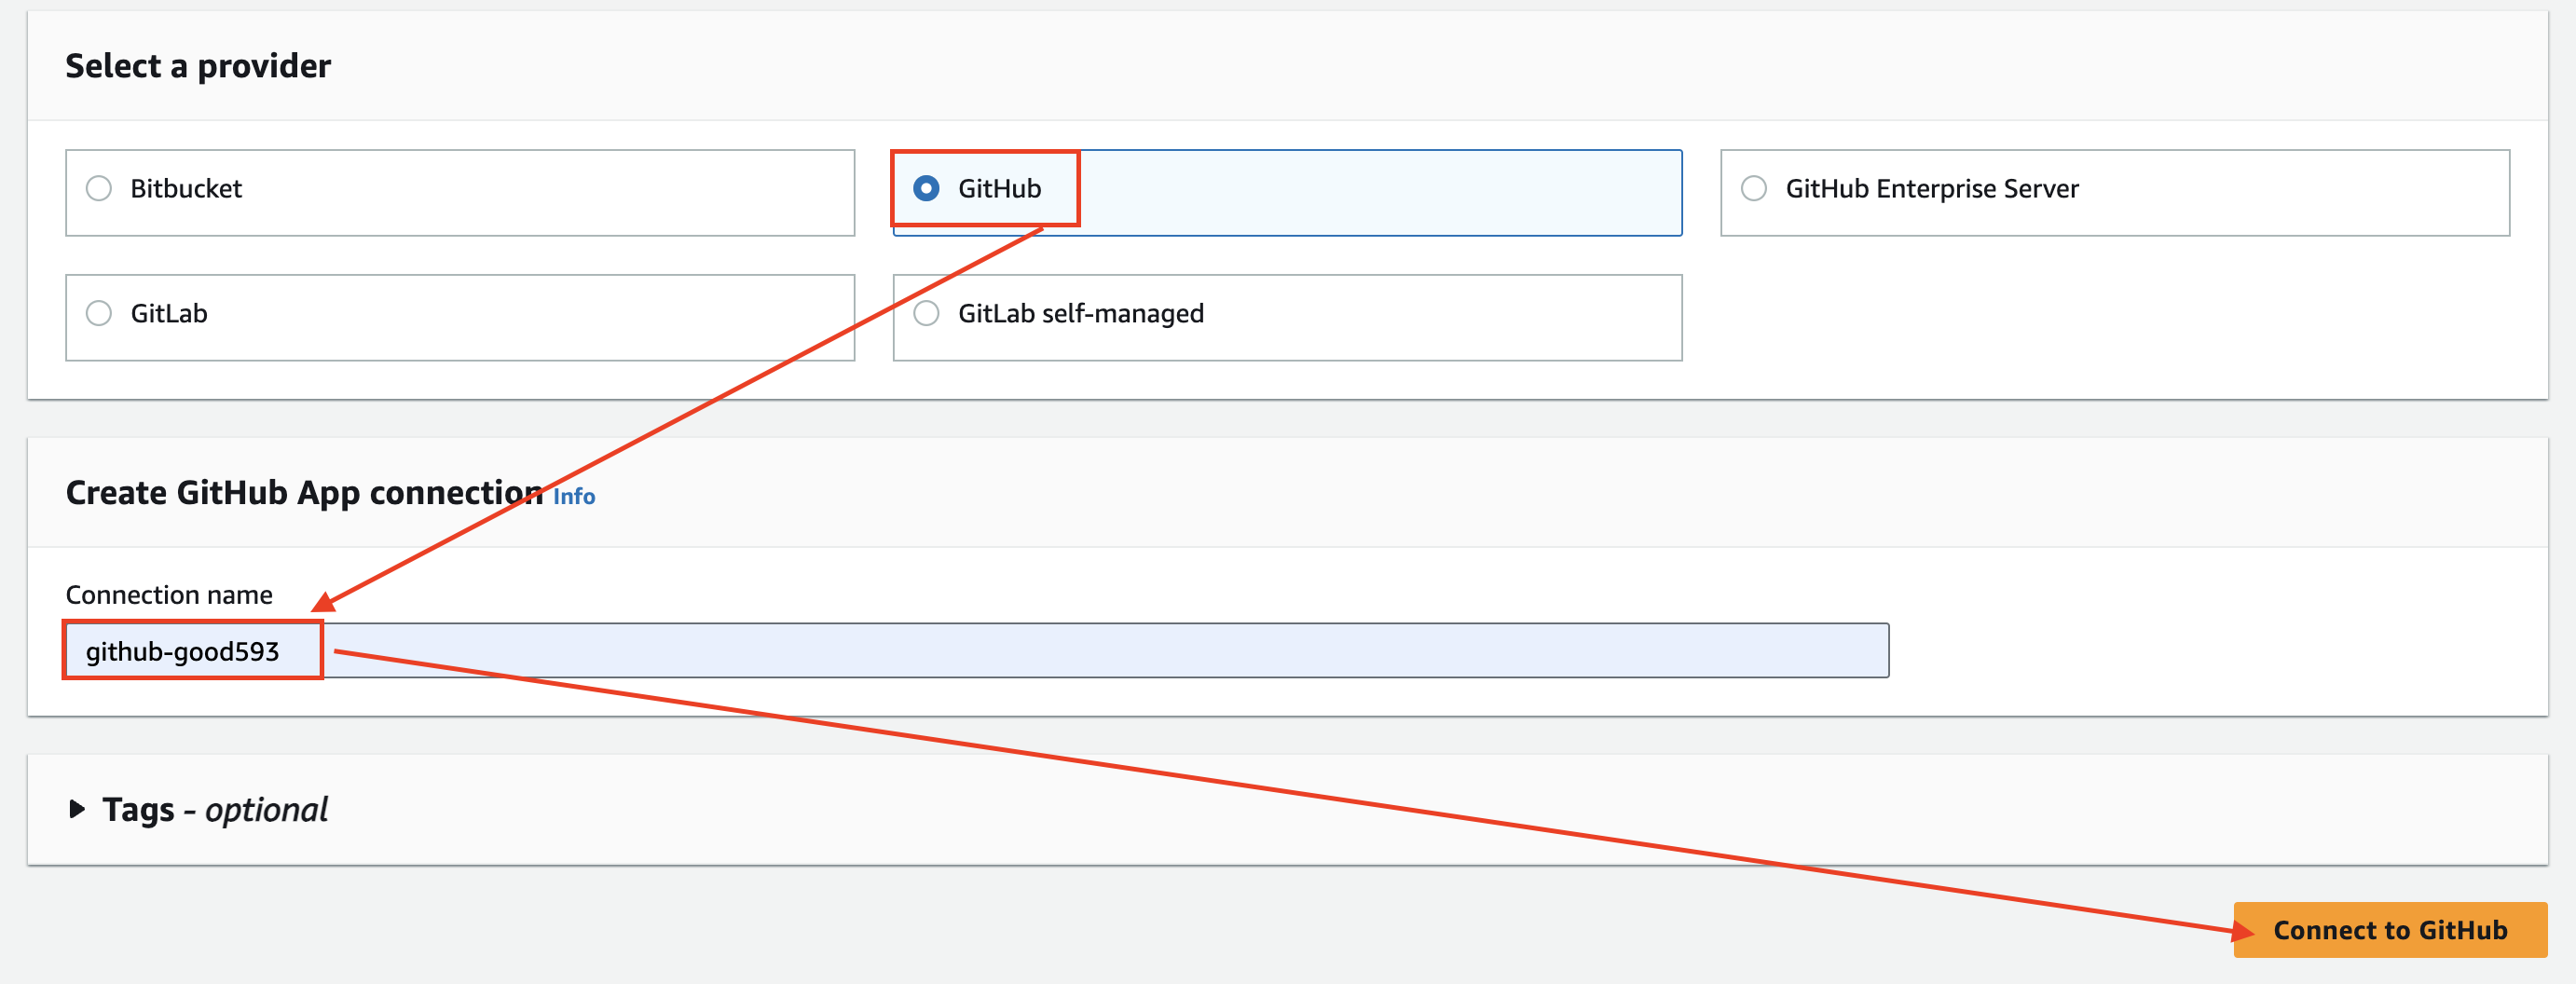 Select a provider
Bitbucket
GitHub
GitHub Enterprise Server
GitLab
GitLab self-managed
Create GitHub App connection Info
Connection name
github-good593
Tags - optional
Connect to GitHub